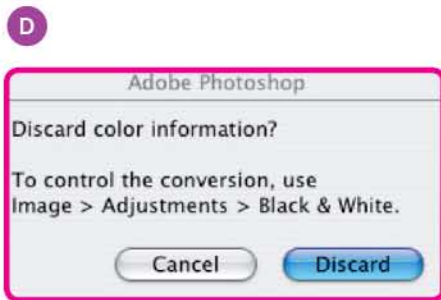 D
Adobe Photoshop
Discard color information?
To control the conversion, use
Image > Adjustments > Black & White.
Cancel Discard